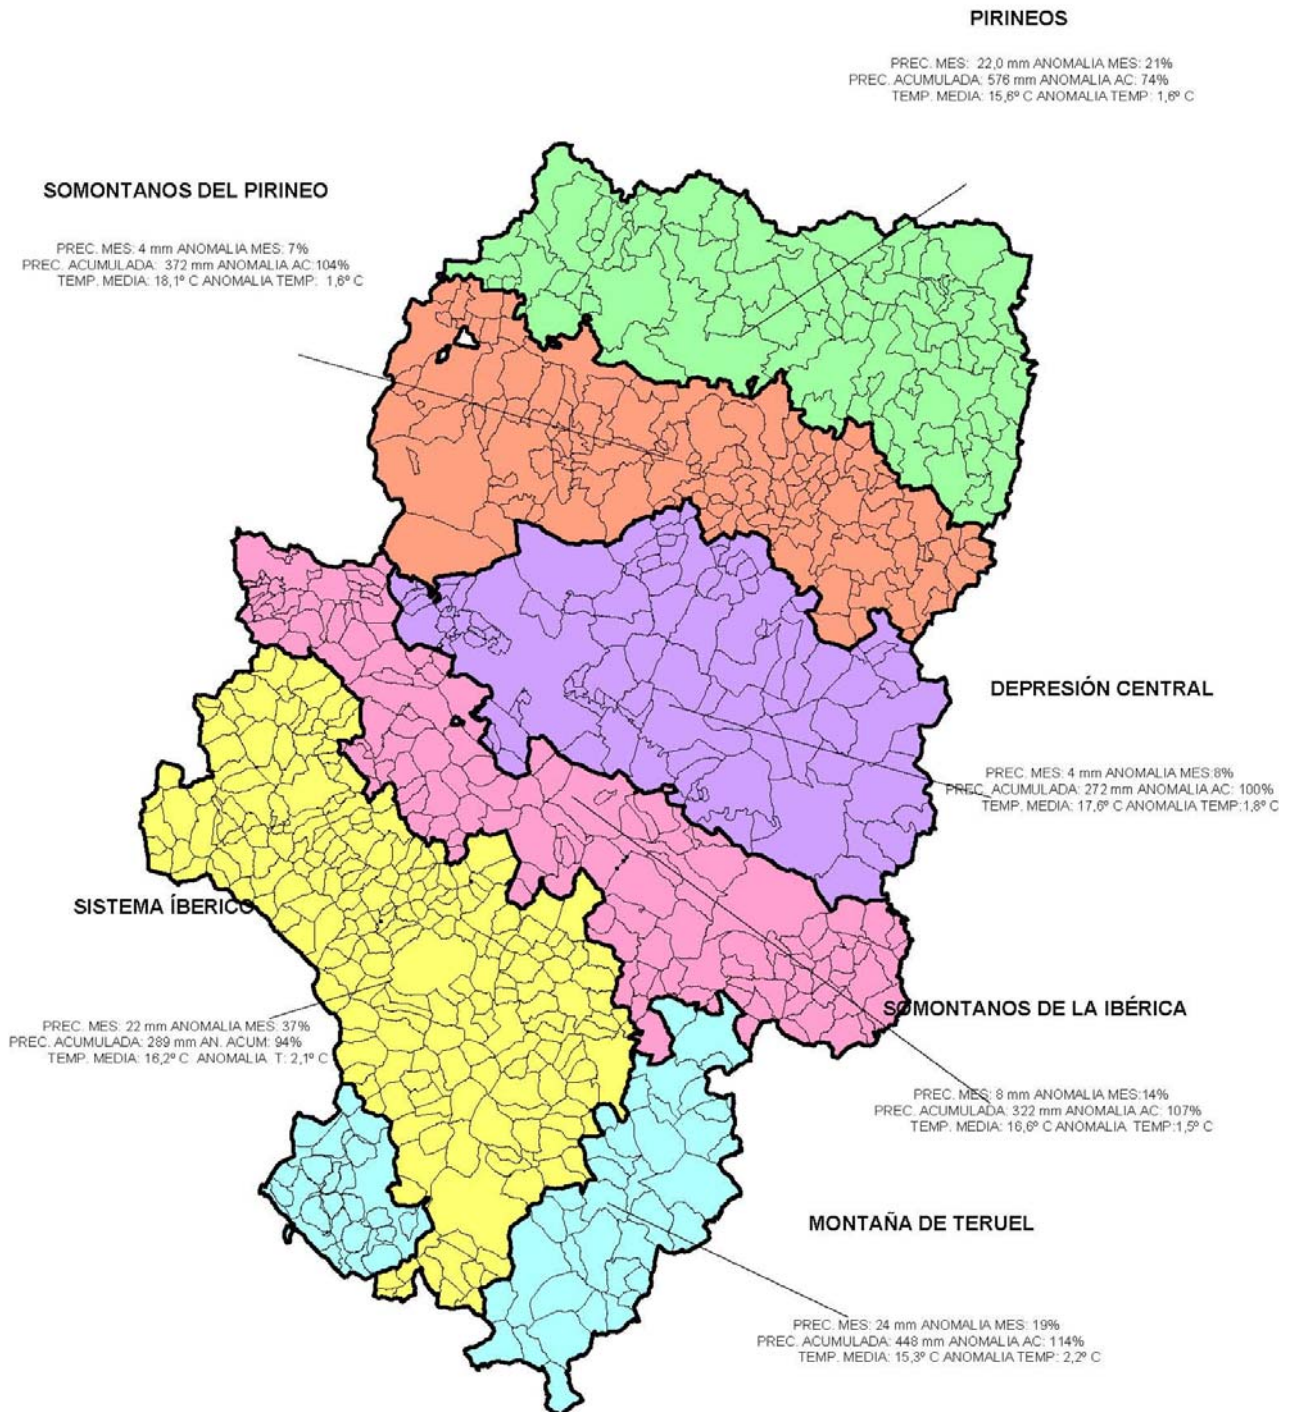 PIRINEOS
PREC. MES: 22,0 mm ANOMALIA MES: 21%
PREC. ACUMULADA: 576 mm ANOMALIA AC: 74%
TEMP. MEDIA: 15,6º C ANOMALIA TEMP: 1,6º C
SOMONTANOS DEL PIRINEO
PREC. MES: 4 mm ANOMALIA MES: 7%
PREC. ACUMULADA: 372 mm ANOMALIA AC:104%
TEMP. MEDIA: 18,1º C ANOMALIA TEMP: 1,6º C
DEPRESIÓN CENTRAL
PREC. MES: 4 mm ANOMALIA MES:8%
PREC. ACUMULADA: 272 mm ANOMALIA AC: 100%
TEMP. MEDIA: 17,6º C ANOMALIA TEMP:1,8º C
SISTEMA ÍBERICO
PREC. MES: 22 mm ANOMALIA MES: 37%
PREC. ACUMULADA: 289 mm AN. ACUM: 94%
TEMP. MEDIA: 16,2º C ANOMALIA T: 2,1º C
SOMONTANOS DE LA IBÉRICA
PREC. MES: 8 mm ANOMALIA MES:14%
PREC. ACUMULADA: 322 mm ANOMALIA AC: 107%
TEMP. MEDIA: 16,6º C ANOMALIA TEMP:1,5º C
MONTAÑA DE TERUEL
PREC. MES: 24 mm ANOMALIA MES: 19%
PREC. ACUMULADA: 448 mm ANOMALIA AC: 114%
TEMP. MEDIA: 15,3º C ANOMALIA TEMP: 2,2º C